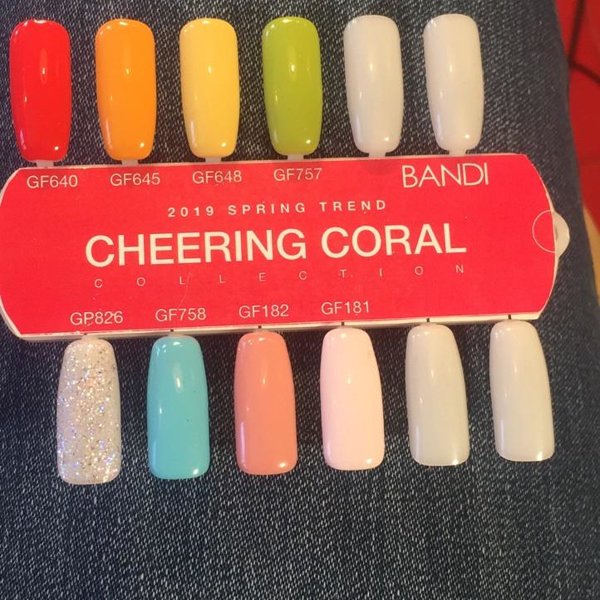 GF640 GF645 GF648 GF757 BANDI
2019 SPRING TREND
CHEERING CORAL
COLLECTION
GP826 GF758 GF182 GF181